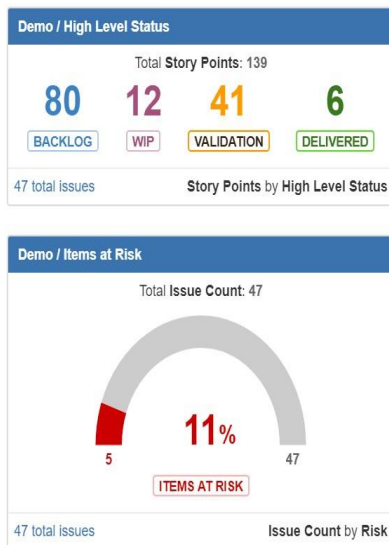 Demo / High Level Status
Total Story Points: 139
80 12 41 6
BACKLOG WIP VALIDATION DELIVERED
47 total issues Story Points by High Level Status
Demo / Items at Risk
Total Issue Count: 47
11%
5 47
ITEMS AT RISK
47 total issues Issue Count by Risk